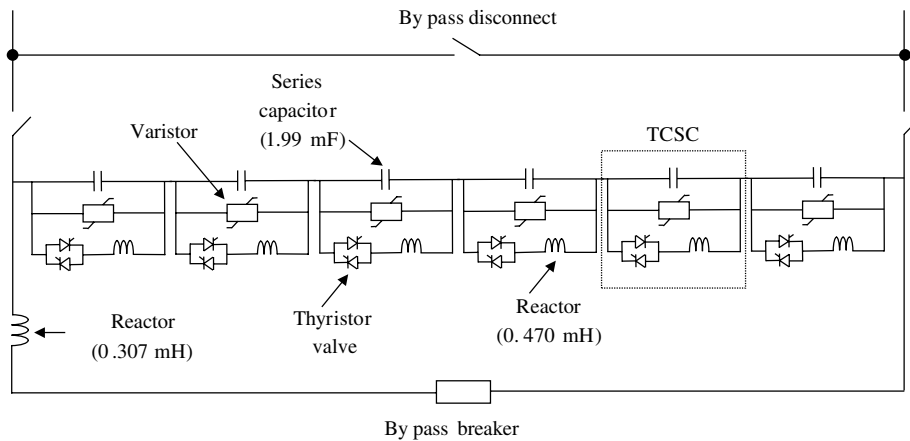 By pass disconnect
Series
capacitor
(1.99 mF)
Varistor
TCSC
Reactor
(0.307 mH)
Thyristor
valve
Reactor
(0.470 mH)
By pass breaker